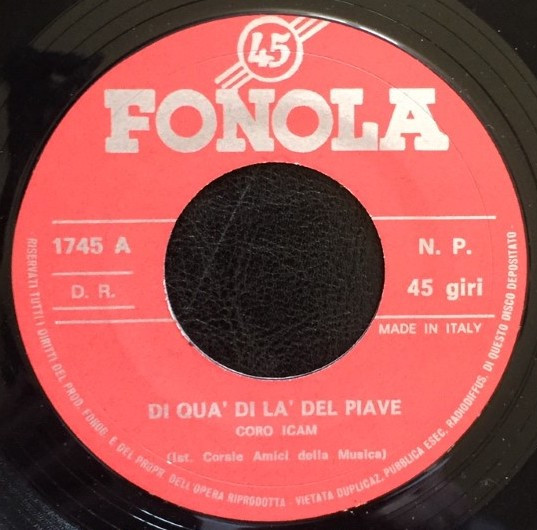 45
FONOLA
1745 A
N. P.
D. R.
45 giri
MADE IN ITALY
DI QUA' DI LA' DEL PIAVE
CORO ICAM
(Ist. Corale Amici della Musica)
RISERVATI TUTTI I DIRITTI DEL PROD. FONOGR. E DEL PROPR. DELL'OPERA RIPRODOTTA - VIETATA DUPLICAZ. PUBBLICA ESEC. RADIODIFFUS. DI QUESTO DISCO DEPOSITATO